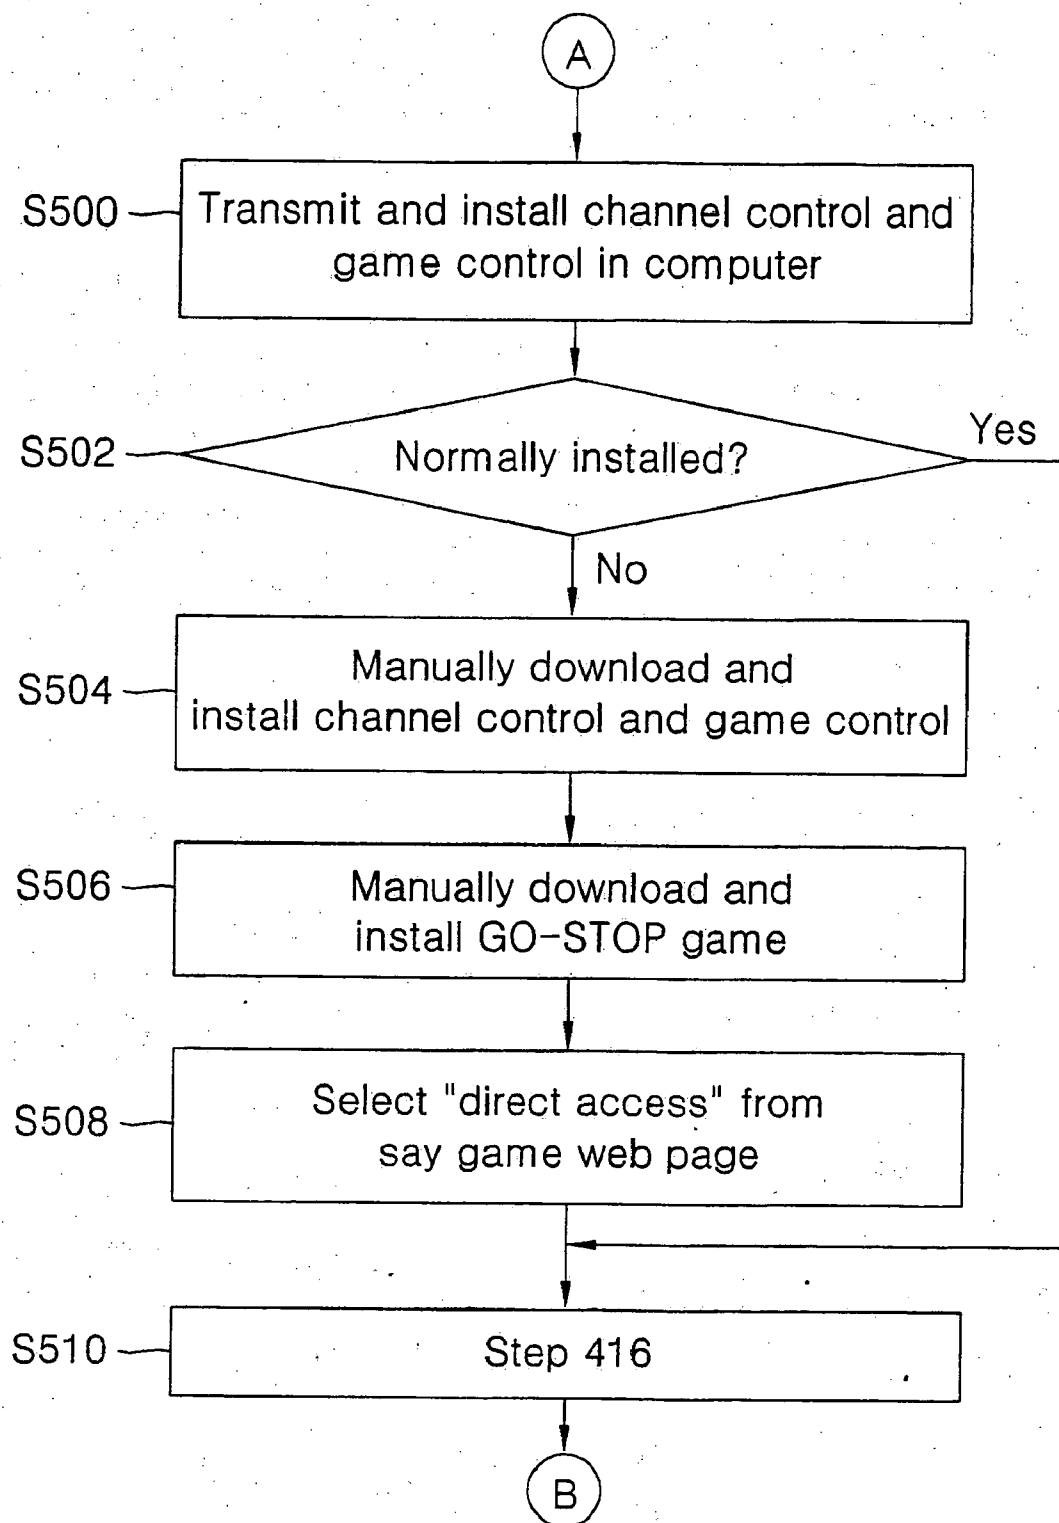 A
S500
Transmit and install channel control and
game control in computer
S502
Normally installed?
Yes
No
S504
Manually download and
install channel control and game control
S506
Manually download and
install GO-STOP game
S508
Select "direct access" from
say game web page
S510
Step 416
B